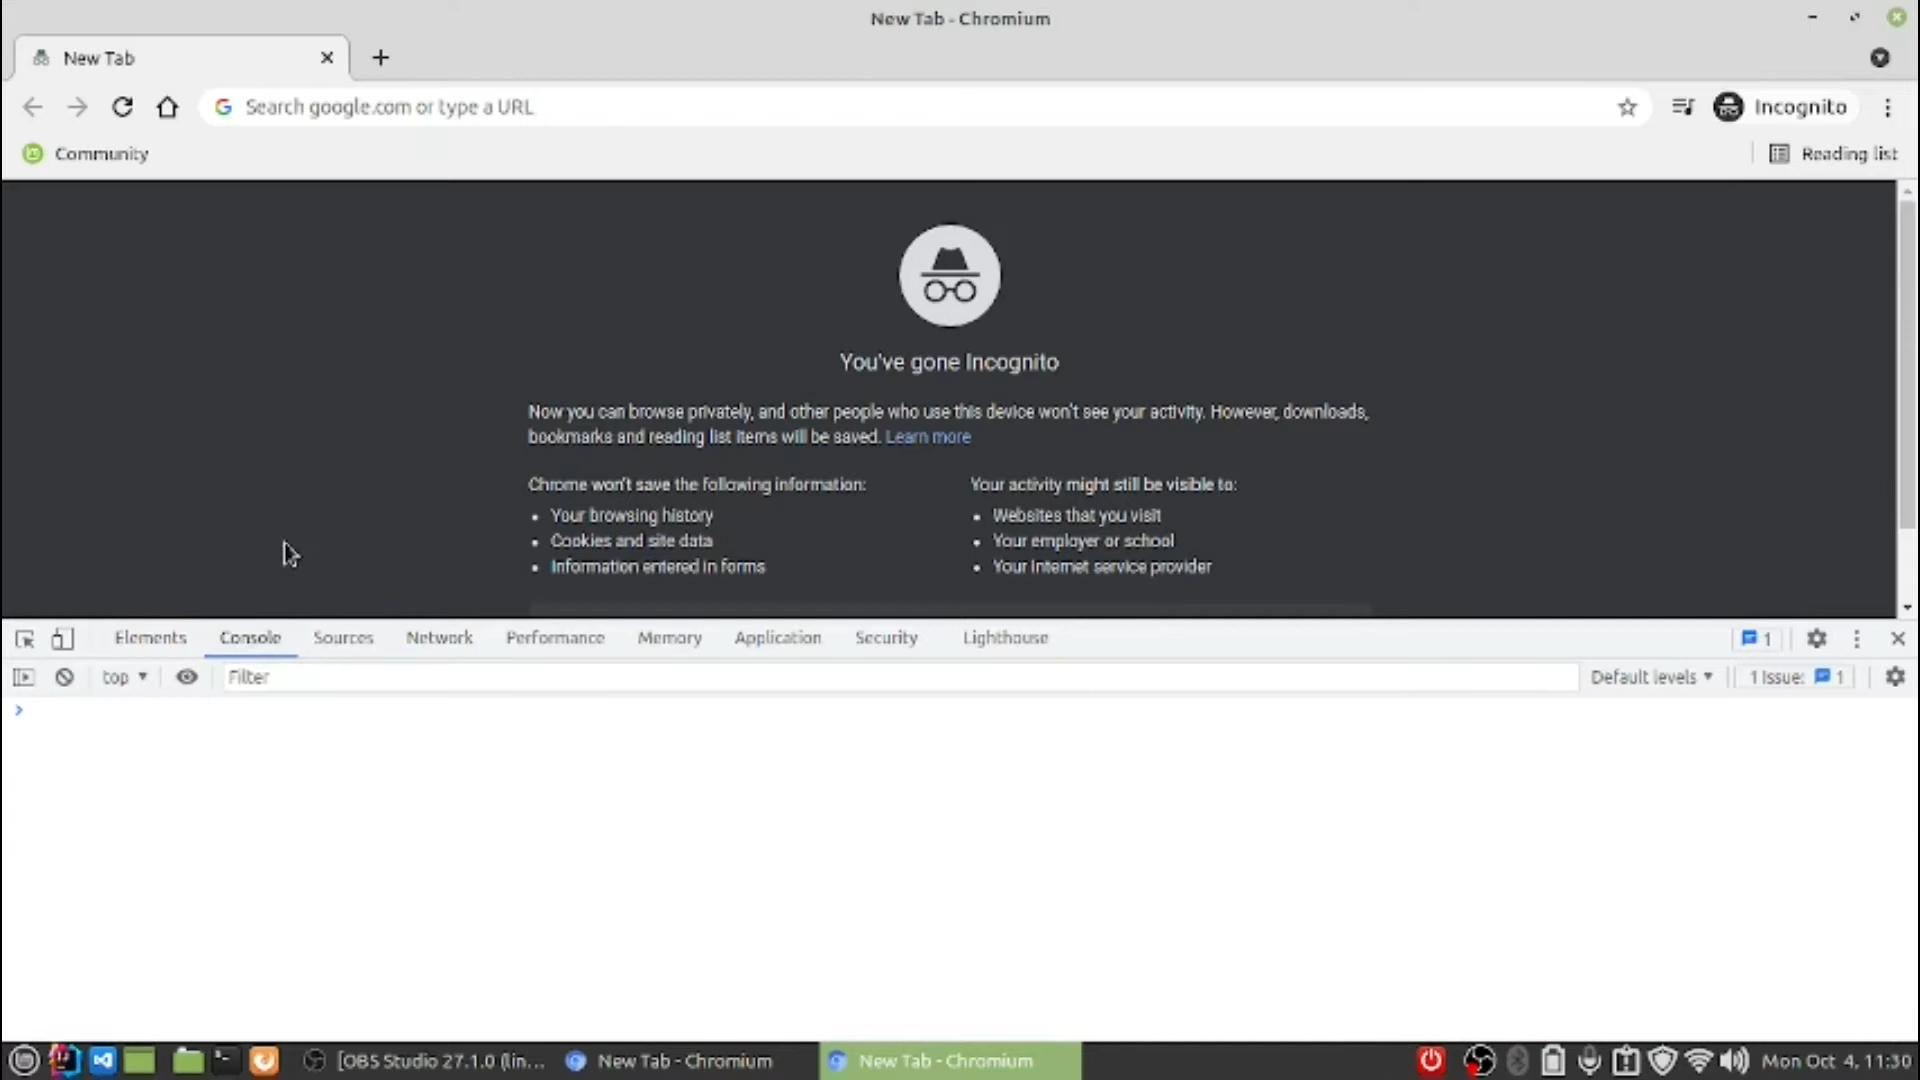 New Tab - Chromium
New Tab
Search google.com or type a URL
Incognito
Community
Reading list
You've gone Incognito
Now you can browse privately, and other people who use this device won't see your activity. However, downloads,
bookmarks and reading list items will be saved. Learn more
Chrome won't save the following information:
Your browsing history
Cookies and site data
Information entered in forms
Your activity might still be visible to:
Websites that you visit
Your employer or school
Your internet service provider
Elements Console Sources Network Performance Memory Application Security Lighthouse 1
top Filter Default levels 1 Issue: 1
[OBS Studio 27.1.0 (lin... New Tab - Chromium New Tab - Chromium Mon Oct 4, 11:30